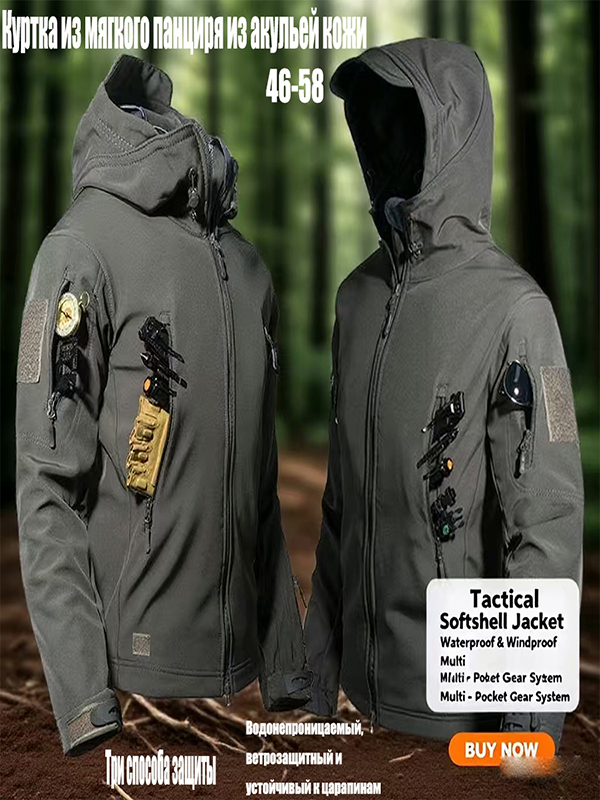 Куртка из мягкого панциря из акульей кожи
46-58
Tactical
Softshell Jacket
Waterproof & Windproof
Multi
Multi - Poket Gear System
Multi - Pocket Gear System
BUY NOW
Водонепроницаемый,
ветрозащитный и
устойчивый к царапинам
Три способа защиты